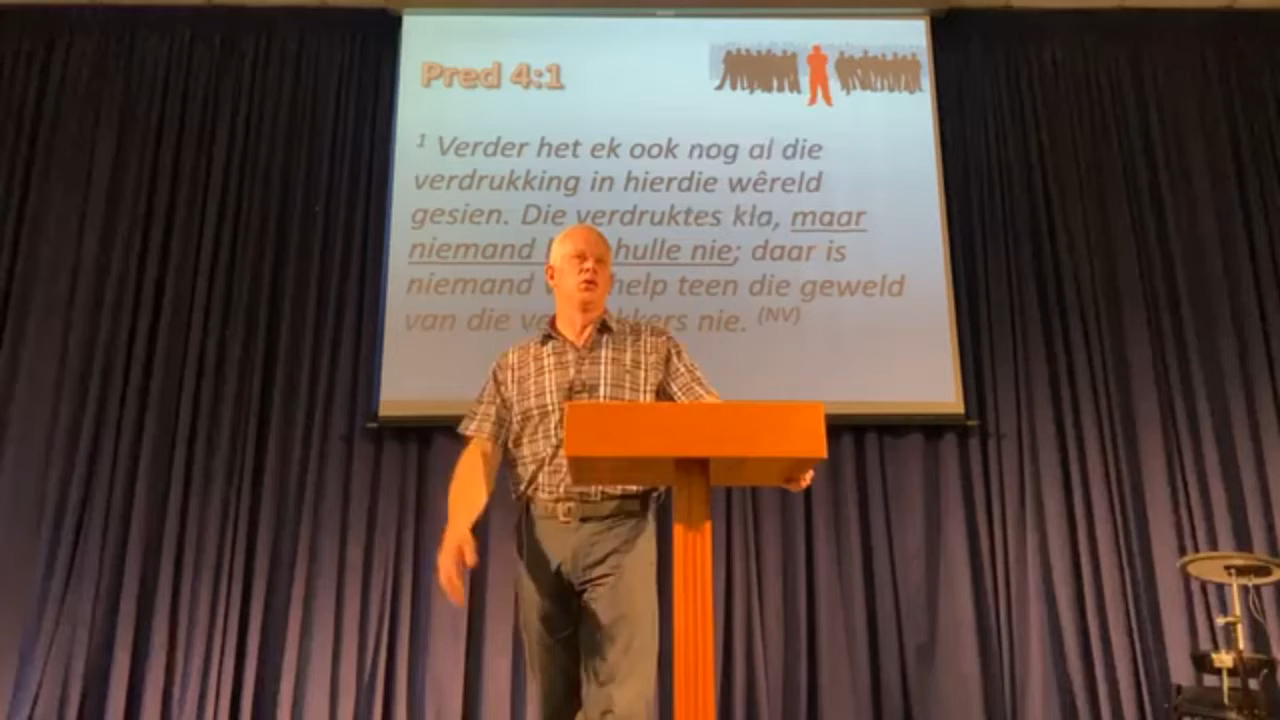 Pred 4:1
1 Verder het ek ook nog al die
verdrukking in hierdie wêreld
gesien. Die verdruktes kla, maar
niemand hulle nie; daar is
niemand help teen die geweld
van die nie. (NV)